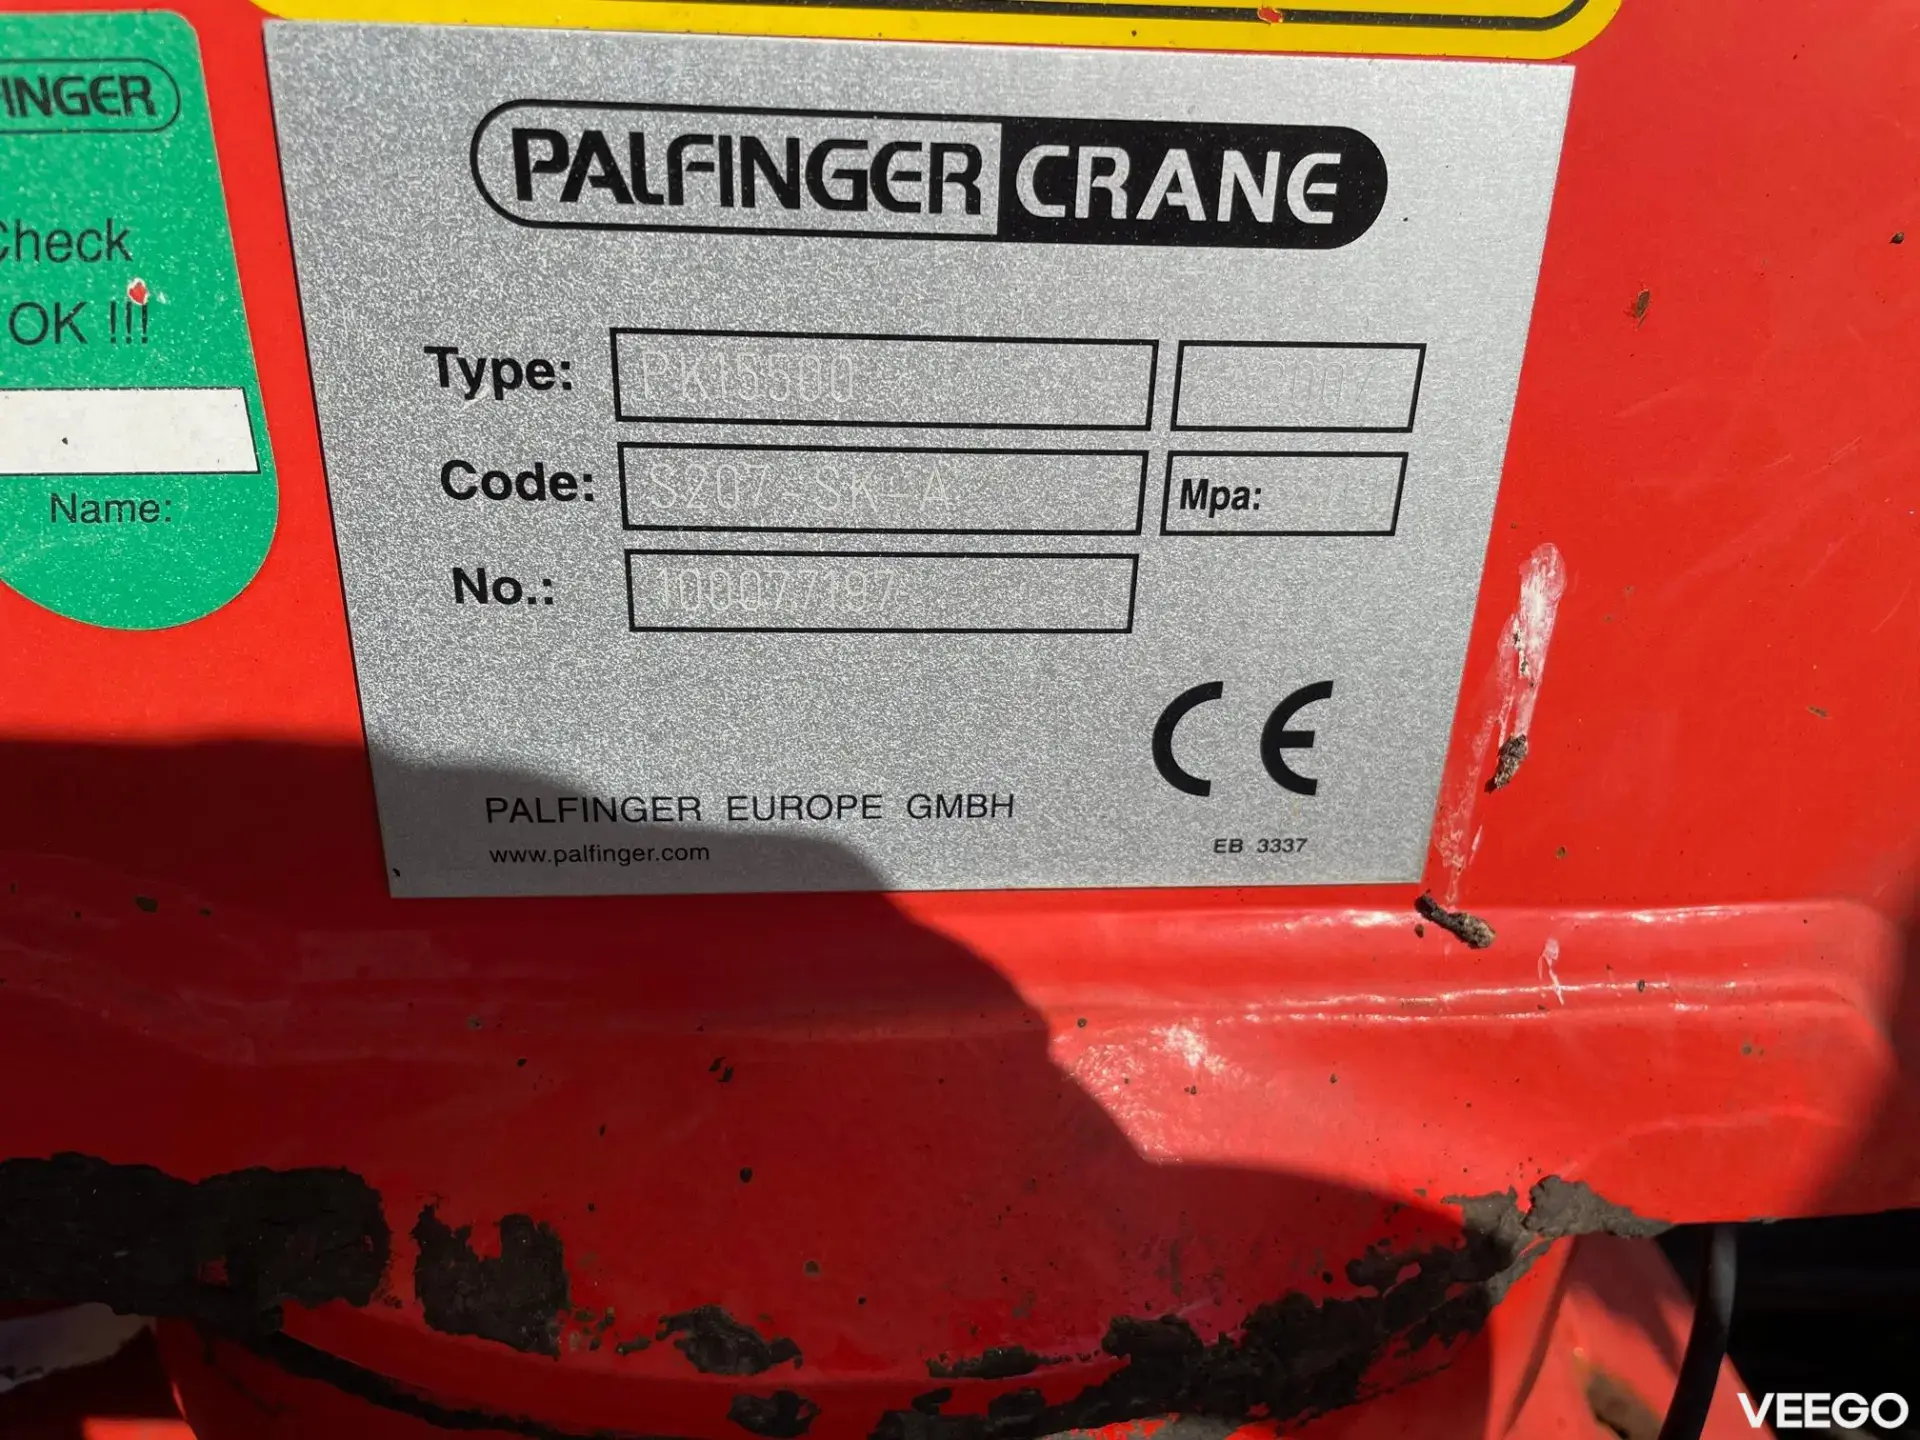 INGER
Check
OK !!!
Name:
PALFINGER CRANE
Type: PK15500 2007
Code: S207 SK A Mpa:
No.: 100077197
CE
PALFINGER EUROPE GMBH
www.palfinger.com
EB 3337
VEEGO